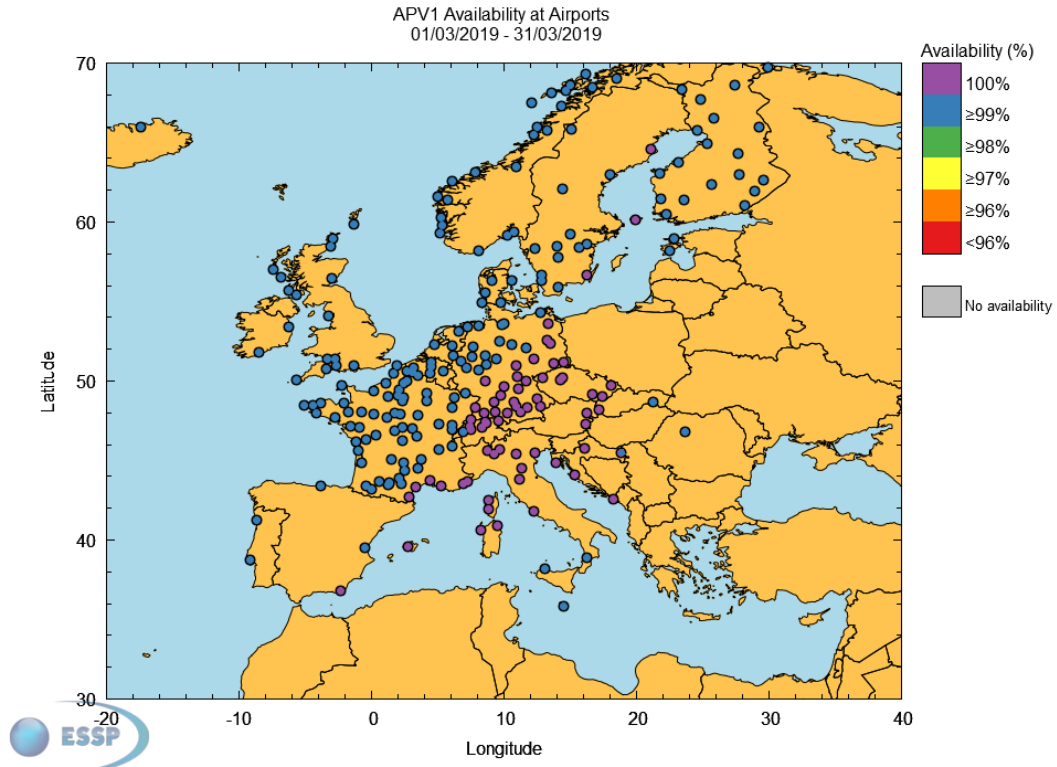 APV1 Availability at Airports
01/03/2019 - 31/03/2019
Availability (%)
100%
≥99%
≥98%
≥97%
≥96%
<96%
No availability
70
60
50
40
30
Latitude
-20
-10
0
10
20
30
40
Longitude
ESSP